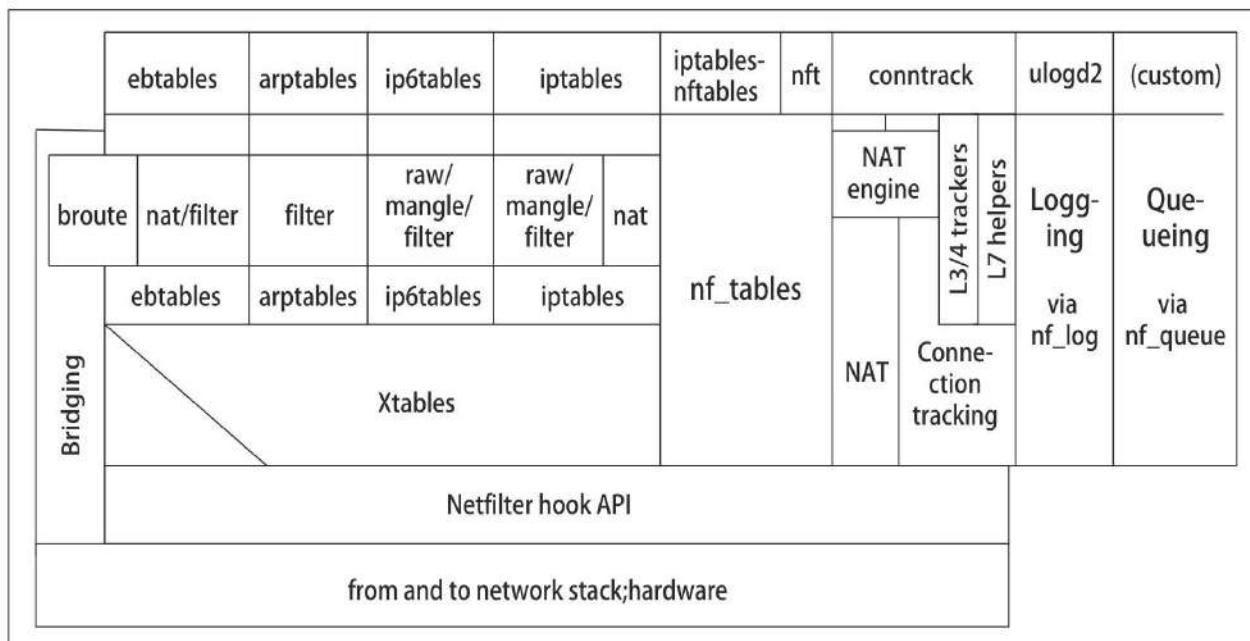 ebtables
arptables
ip6tables
iptables
iptables-
nftables
nft
conntrack
ulogd2
(custom)
broute
nat/filter
filter
raw/
mangle/
filter
raw/
mangle/
filter
nat
ebtables
arptables
ip6tables
iptables
Xtables
nf_tables
NAT
engine
L3/4 trackers
L7 helpers
NAT
Conne-
ction
tracking
Logg-
ing
via
nf_log
Que-
ueing
via
nf_queue
Bridging
Netfilter hook API
from and to network stack;hardware